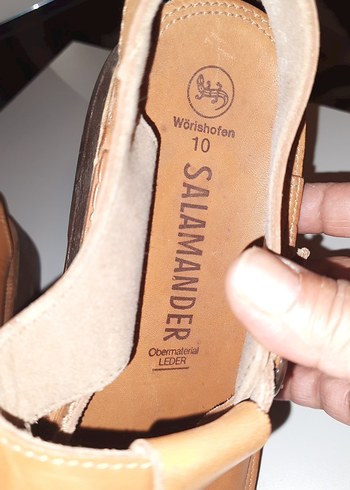 Wörishofen
10
SALAMANDER
Obermaterial
LEDER